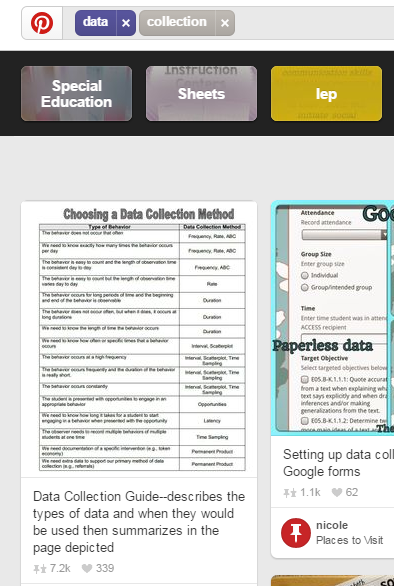 data ×
collection ×
Special
Education
Instruction
Centers
Sheets
Iep
Choosing a Data Collection Method
Type of Behavior Data Collection Method
The behavior does not occur that often Frequency, Rate, ABC
We need to know exactly how many times the behavior occurs
per day Frequency, Rate, ABC
The behavior is easy to count and the length of observation time
is consistent day to day Frequency, ABC
The behavior is easy to count but the length of observation time
varies day to day Rate
The behavior occurs for long periods of time and the beginning
and end of the behavior is observable Duration
The behavior does not occur often, but when it does, it occurs at
long durations Duration
We need to know the length of time the behavior occurs Duration
We need to know how often or specific times that a behavior
occurs Interval, Scatterplot
The behavior occurs at a high frequency Interval, Scatterplot, Time
Sampling
The behavior occurs frequently and the duration of the behavior
is really short. Interval, Scatterplot, Time
Sampling
The behavior occurs constantly Interval, Scatterplot, Time
Sampling
The student is presented with opportunities to engage in an
appropriate behavior Opportunities
We need to know how long it takes for a student to start
engaging in a behavior when presented with the opportunity Latency
The observer needs to record multiple behaviors of multiple
students at one time Time Sampling
We need documentation of a specific intervention (e.g., token
economy) Permanent Product
We need extra data to support our primary method of data
collection (e.g., referrals) Permanent Product
Data Collection Guide--describes the
types of data and when they would
be used then summarizes in the
page depicted
7.2k 339
Attendance
Record attendance
Goo
Group Size
Enter group size
Individual
Group/intended group
Time
Enter time student was in atten
ACCESS recipient
Paperless data
Target Objective
Select targeted objectives below
E05.B-K.1.1.1: Quote accurat
from a text when explaining wha
text says explicitly and when dra
inferences and/or making
generalizations from the text.
E05.B-K.1.1.2: Determine tw
more main ideas of a text
The
Setting up data coll
Google forms
1.1k 62
nicole
Places to Visit